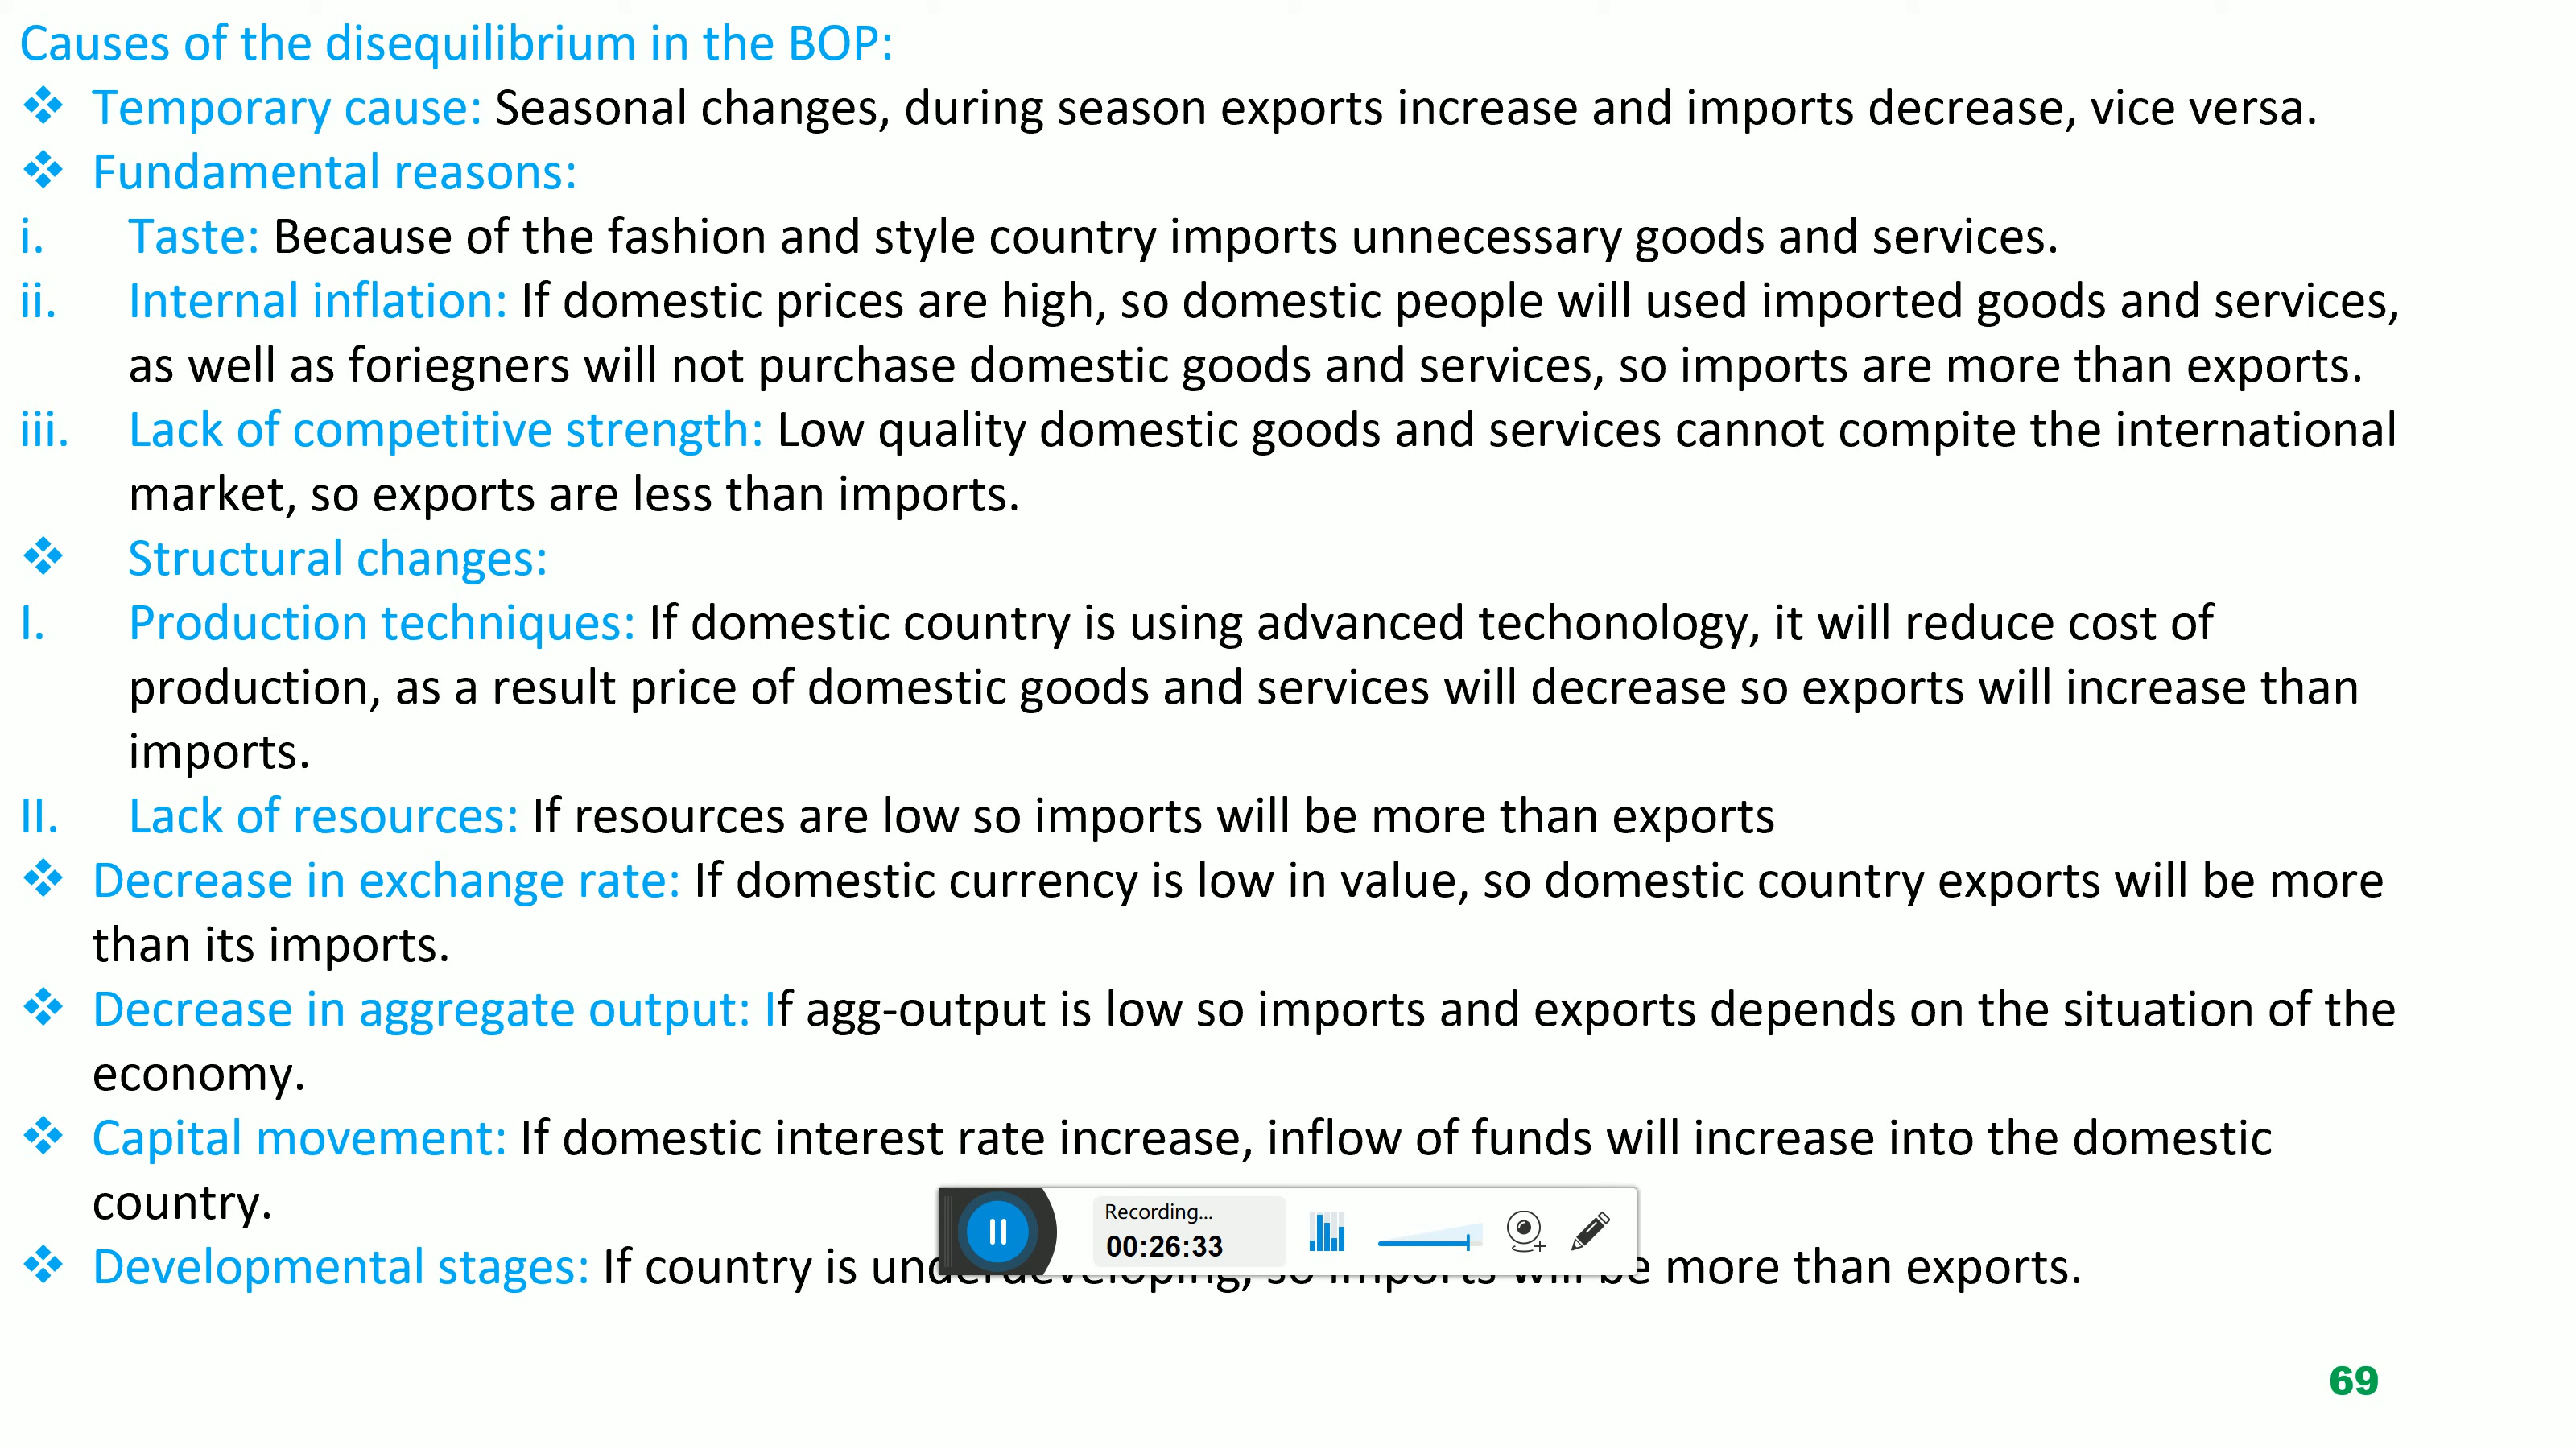 Causes of the disequilibrium in the BOP:
❖ Temporary cause: Seasonal changes, during season exports increase and imports decrease, vice versa.
❖ Fundamental reasons:
i. Taste: Because of the fashion and style country imports unnecessary goods and services.
ii. Internal inflation: If domestic prices are high, so domestic people will used imported goods and services,
as well as foriegners will not purchase domestic goods and services, so imports are more than exports.
iii. Lack of competitive strength: Low quality domestic goods and services cannot compite the international
market, so exports are less than imports.
❖ Structural changes:
I. Production techniques: If domestic country is using advanced techonology, it will reduce cost of
production, as a result price of domestic goods and services will decrease so exports will increase than
imports.
II. Lack of resources: If resources are low so imports will be more than exports
❖ Decrease in exchange rate: If domestic currency is low in value, so domestic country exports will be more
than its imports.
❖ Decrease in aggregate output: If agg-output is low so imports and exports depends on the situation of the
economy.
❖ Capital movement: If domestic interest rate increase, inflow of funds will increase into the domestic
country.
Recording...
00:26:33
❖ Developmental stages: If country is underdeveloping, so imports will be more than exports.
69